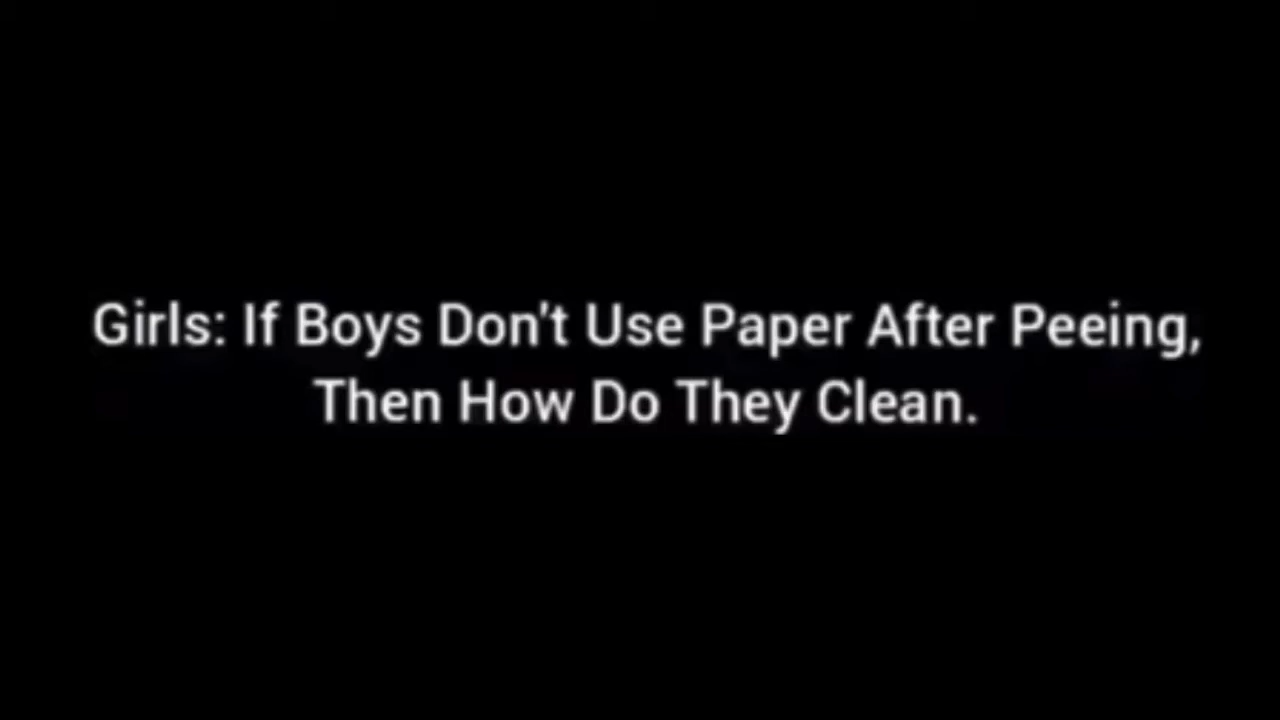 Girls: If Boys Don't Use Paper After Peeing,
Then How Do They Clean.